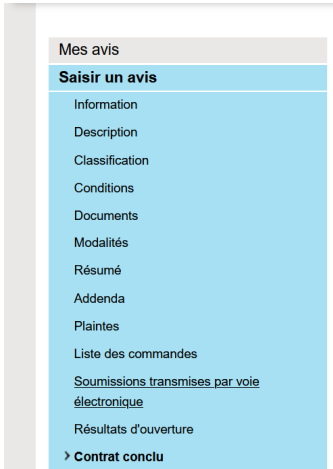 Mes avis
Saisir un avis
Information
Description
Classification
Conditions
Documents
Modalités
Résumé
Addenda
Plaintes
Liste des commandes
Soumissions transmises par voie
électronique
Résultats d'ouverture
Contrat conclu